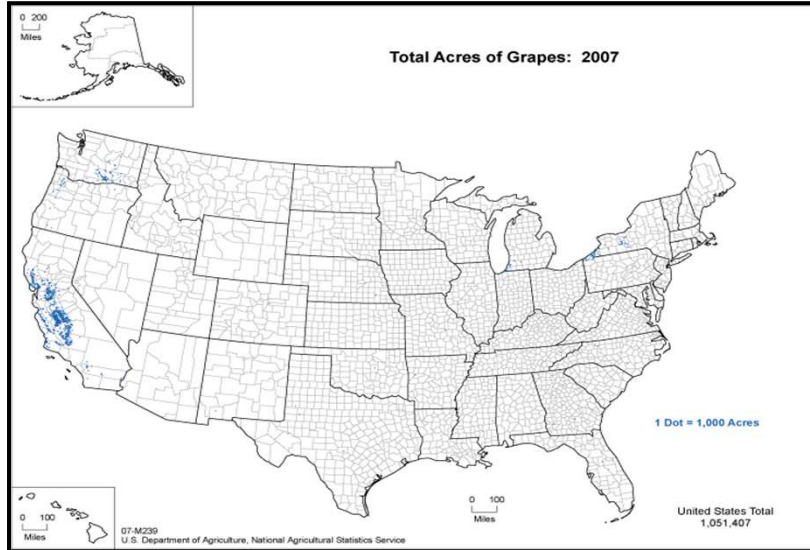 0 200
Miles
Total Acres of Grapes: 2007
1 Dot = 1,000 Acres
0 100
Miles
0 100
Miles
United States Total
1,051,407
07-M239
U.S. Department of Agriculture, National Agricultural Statistics Service